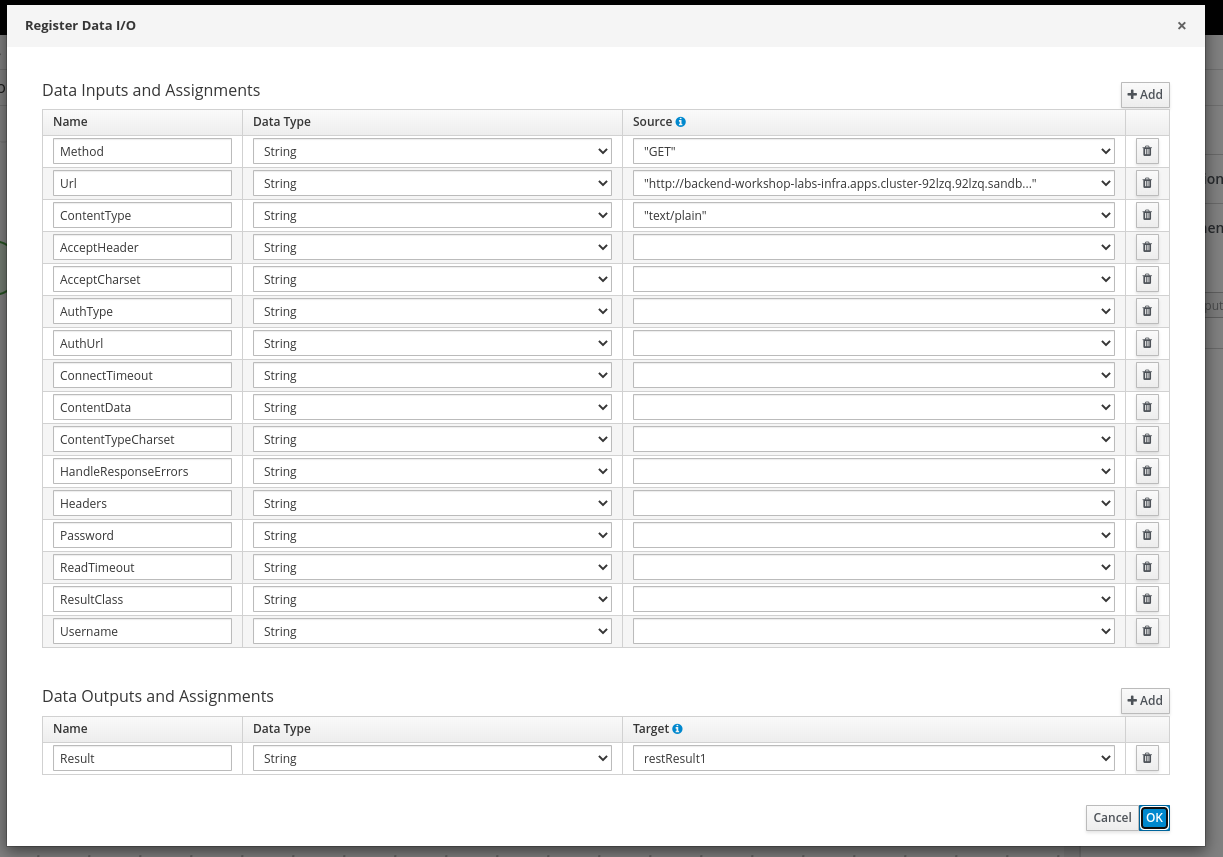 Register Data I/O
×
Data Inputs and Assignments
+ Add
Name Data Type Source
Method String "GET"
Url String "http://backend-workshop-labs-infra.apps.cluster-92lzq.92lzq.sandb..."
ContentType String "text/plain"
AcceptHeader String
AcceptCharset String
AuthType String
AuthUrl String
ConnectTimeout String
ContentData String
ContentTypeCharset String
HandleResponseErrors String
Headers String
Password String
ReadTimeout String
ResultClass String
Username String
Data Outputs and Assignments
+ Add
Name Data Type Target
Result String restResult1
Cancel OK